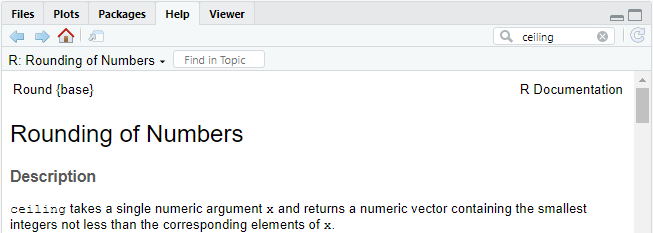 Files Plots Packages Help Viewer
ceiling
R: Rounding of Numbers Find in Topic
Round {base} R Documentation
Rounding of Numbers
Description
ceiling takes a single numeric argument x and returns a numeric vector containing the smallest
integers not less than the corresponding elements of x.